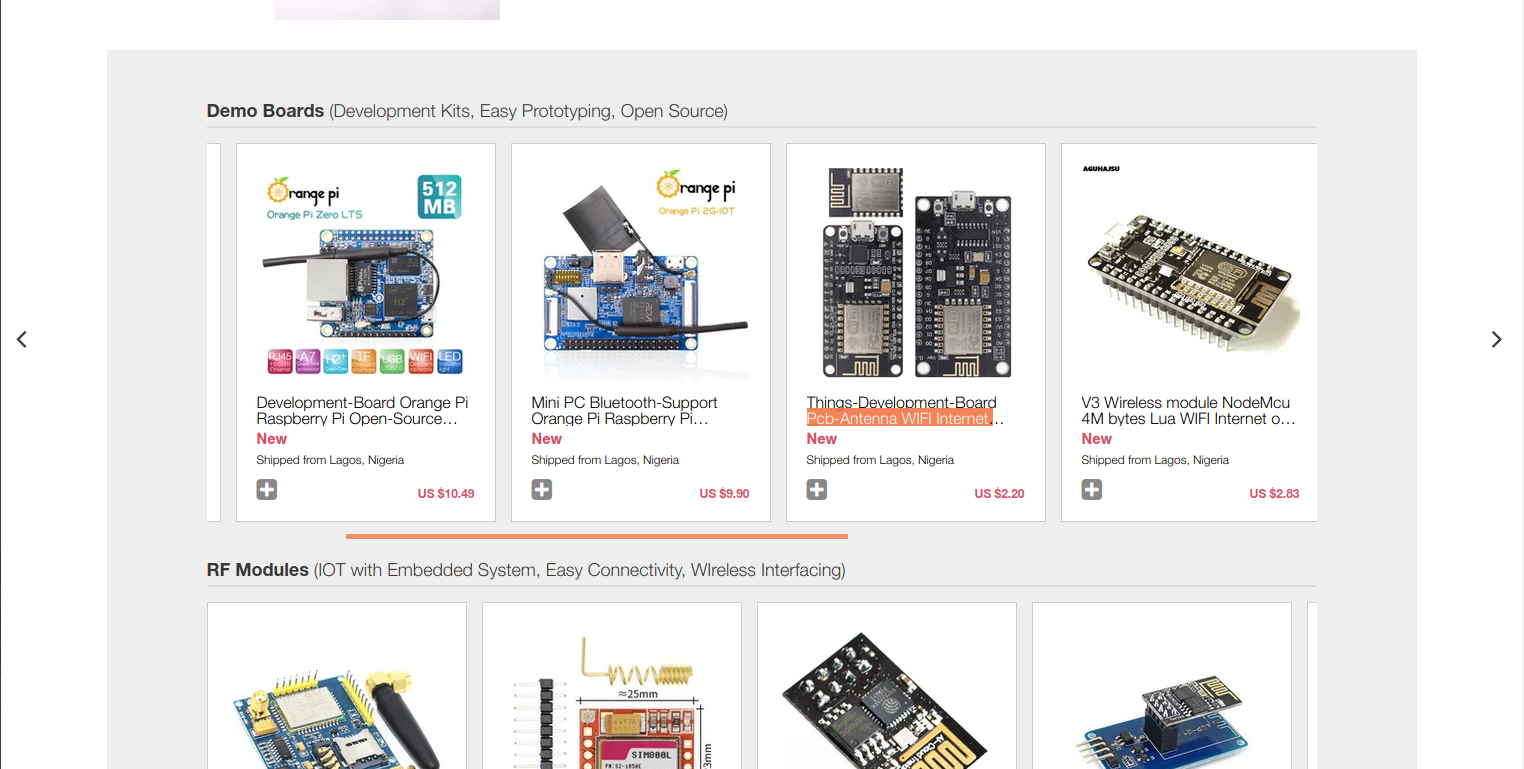 Demo Boards (Development Kits, Easy Prototyping, Open Source)
Orange pi
Orange Pi Zero LTS
512
MB
RJ45
A7
H2+
TF
USB
WiFi
LED
Development-Board Orange Pi
Raspberry Pi Open-Source...
New
Shipped from Lagos, Nigeria
US $10.49
Orange pi
Orange Pi 2G-IOT
Mini PC Bluetooth-Support
Orange Pi Raspberry Pi...
New
Shipped from Lagos, Nigeria
US $9.90
Things-Development-Board
Pcb-Antenna WIFI Internet...
New
Shipped from Lagos, Nigeria
US $2.20
AGUHAJSU
V3 Wireless module NodeMcu
4M bytes Lua WIFI Internet o...
New
Shipped from Lagos, Nigeria
US $2.83
RF Modules (IOT with Embedded System, Easy Connectivity, WIreless Interfacing)
≈25mm
SIM800L